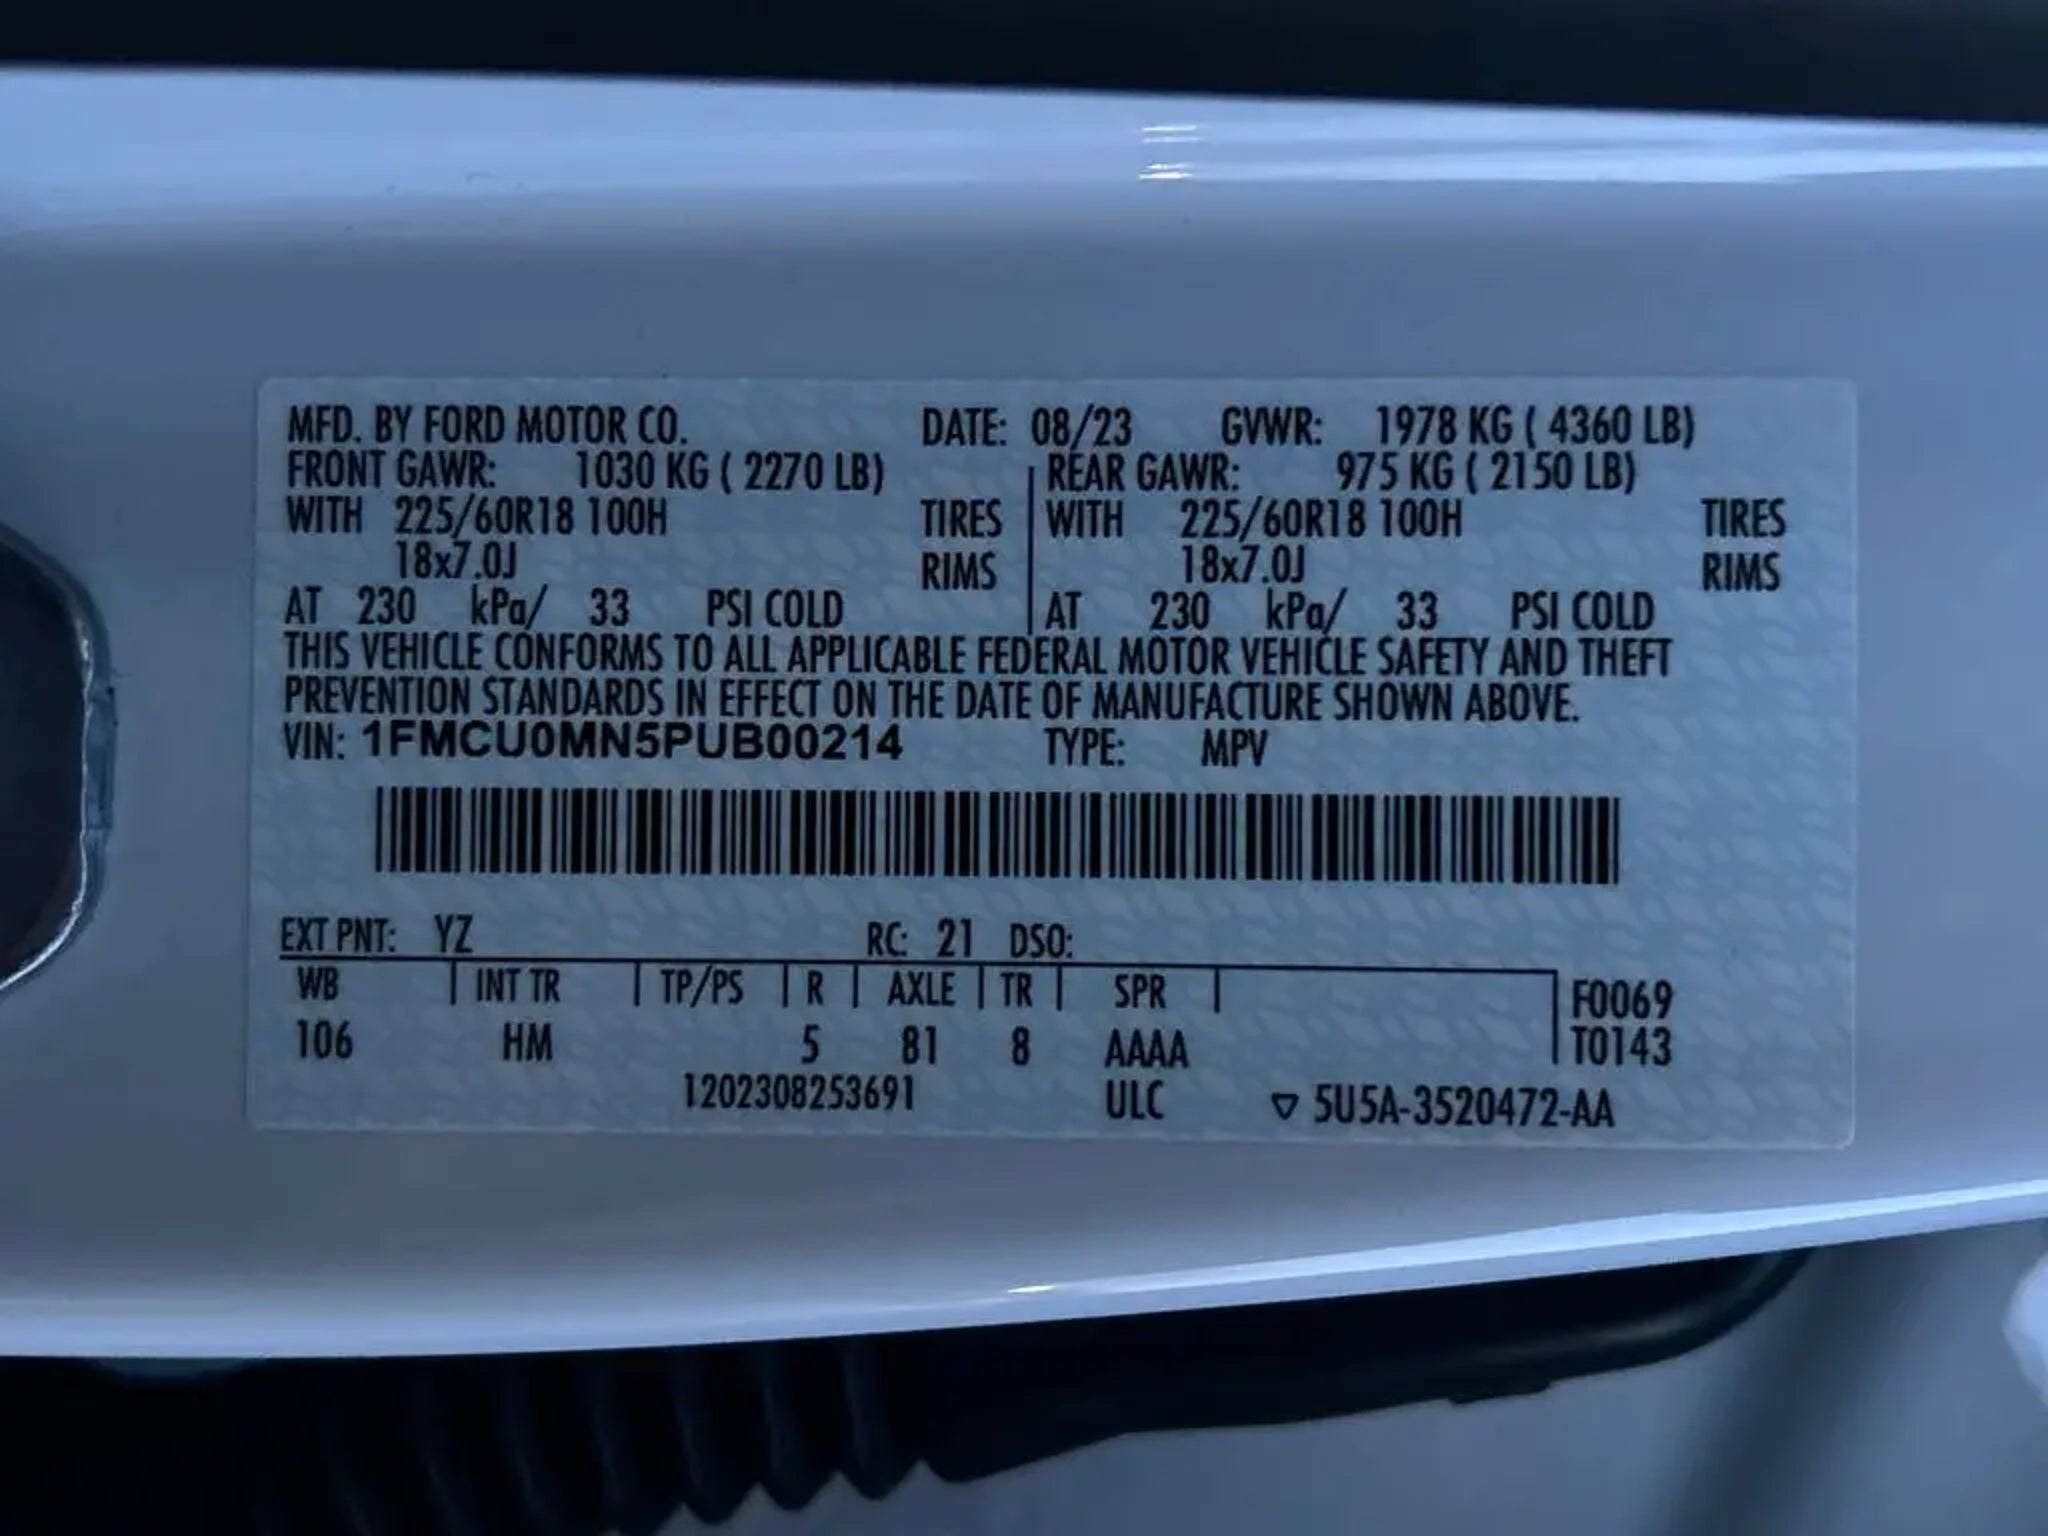 MFD. BY FORD MOTOR CO. DATE: 08/23 GVWR: 1978 KG ( 4360 LB)
FRONT GAWR: 1030 KG ( 2270 LB) REAR GAWR: 975 KG ( 2150 LB)
WITH 225/60R18 100H TIRES WITH 225/60R18 100H TIRES
18x7.0J RIMS 18x7.0J RIMS
AT 230 kPa/ 33 PSI COLD AT 230 kPa/ 33 PSI COLD
THIS VEHICLE CONFORMS TO ALL APPLICABLE FEDERAL MOTOR VEHICLE SAFETY AND THEFT
PREVENTION STANDARDS IN EFFECT ON THE DATE OF MANUFACTURE SHOWN ABOVE.
VIN: 1FMCU0MN5PUB00214 TYPE: MPV
EXT PNT: YZ RC: 21 DSO:
WB INT TR TP/PS R AXLE TR SPR F0069
106 HM 5 81 8 AAAA T0143
1202308253691 ULC ▽ 5U5A-3520472-AA